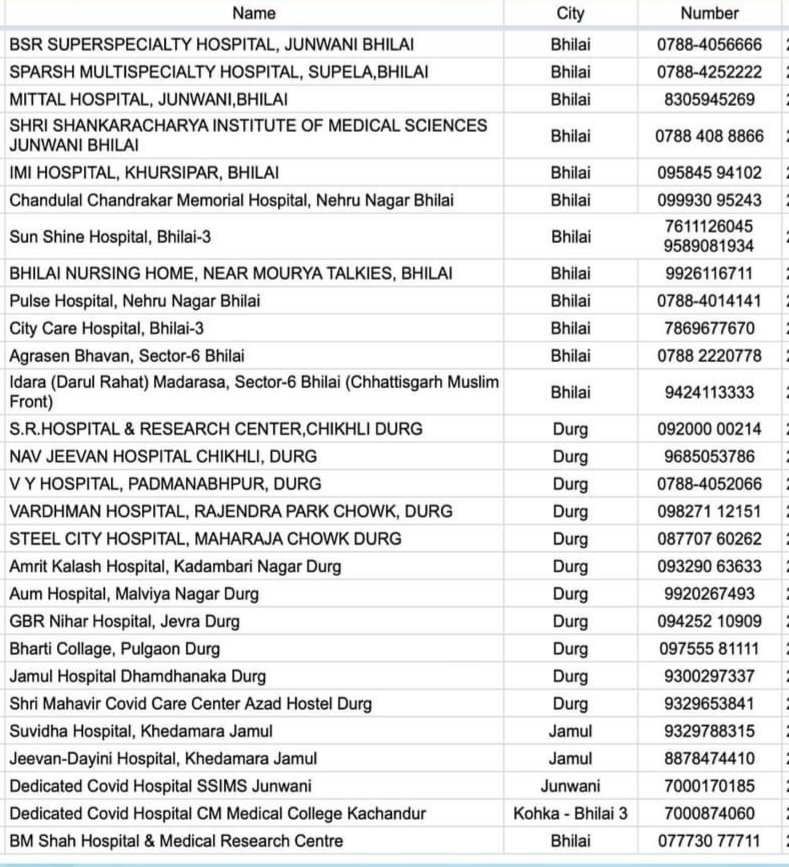 Name City Number
BSR SUPERSPECIALTY HOSPITAL, JUNWANI BHILAI Bhilai 0788-4056666
SPARSH MULTISPECIALTY HOSPITAL, SUPELA,BHILAI Bhilai 0788-4252222
MITTAL HOSPITAL, JUNWANI,BHILAI Bhilai 8305945269
SHRI SHANKARACHARYA INSTITUTE OF MEDICAL SCIENCES
JUNWANI BHILAI Bhilai 0788 408 8866
IMI HOSPITAL, KHURSIPAR, BHILAI Bhilai 095845 94102
Chandulal Chandrakar Memorial Hospital, Nehru Nagar Bhilai Bhilai 099930 95243
Sun Shine Hospital, Bhilai-3 Bhilai 7611126045
9589081934
BHILAI NURSING HOME, NEAR MOURYA TALKIES, BHILAI Bhilai 9926116711
Pulse Hospital, Nehru Nagar Bhilai Bhilai 0788-4014141
City Care Hospital, Bhilai-3 Bhilai 7869677670
Agrasen Bhavan, Sector-6 Bhilai Bhilai 0788 2220778
Idara (Darul Rahat) Madarasa, Sector-6 Bhilai (Chhattisgarh Muslim
Front) Bhilai 9424113333
S.R.HOSPITAL & RESEARCH CENTER,CHIKHLI DURG Durg 092000 00214
NAV JEEVAN HOSPITAL CHIKHLI, DURG Durg 9685053786
V Y HOSPITAL, PADMANABHPUR, DURG Durg 0788-4052066
VARDHMAN HOSPITAL, RAJENDRA PARK CHOWK, DURG Durg 098271 12151
STEEL CITY HOSPITAL, MAHARAJA CHOWK DURG Durg 087707 60262
Amrit Kalash Hospital, Kadambari Nagar Durg Durg 093290 63633
Aum Hospital, Malviya Nagar Durg Durg 9920267493
GBR Nihar Hospital, Jevra Durg Durg 094252 10909
Bharti Collage, Pulgaon Durg Durg 097555 81111
Jamul Hospital Dhamdhanaka Durg Durg 9300297337
Shri Mahavir Covid Care Center Azad Hostel Durg Durg 9329653841
Suvidha Hospital, Khedamara Jamul Jamul 9329788315
Jeevan-Dayini Hospital, Khedamara Jamul Jamul 8878474410
Dedicated Covid Hospital SSIMS Junwani Junwani 7000170185
Dedicated Covid Hospital CM Medical College Kachandur Kohka - Bhilai 3 7000874060
BM Shah Hospital & Medical Research Centre Bhilai 077730 77711